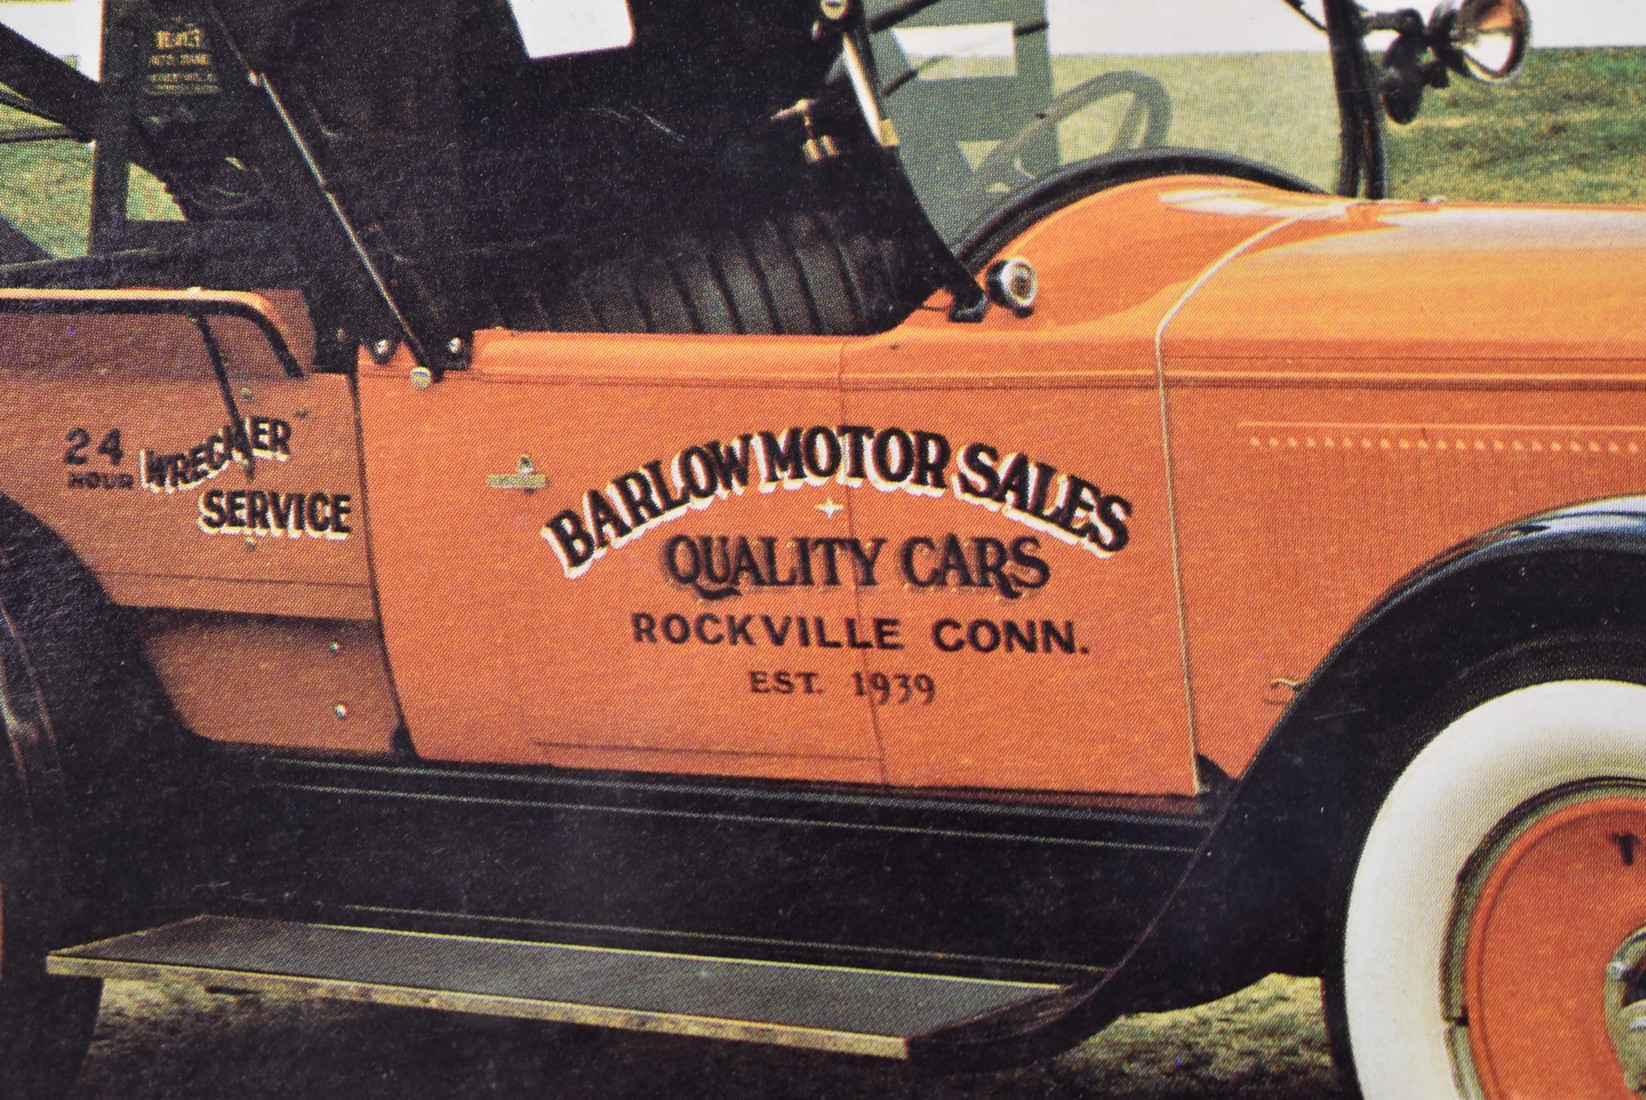 24
HOUR
WRECKER
SERVICE
BARLOW MOTOR SALES
QUALITY CARS
ROCKVILLE CONN.
EST. 1939